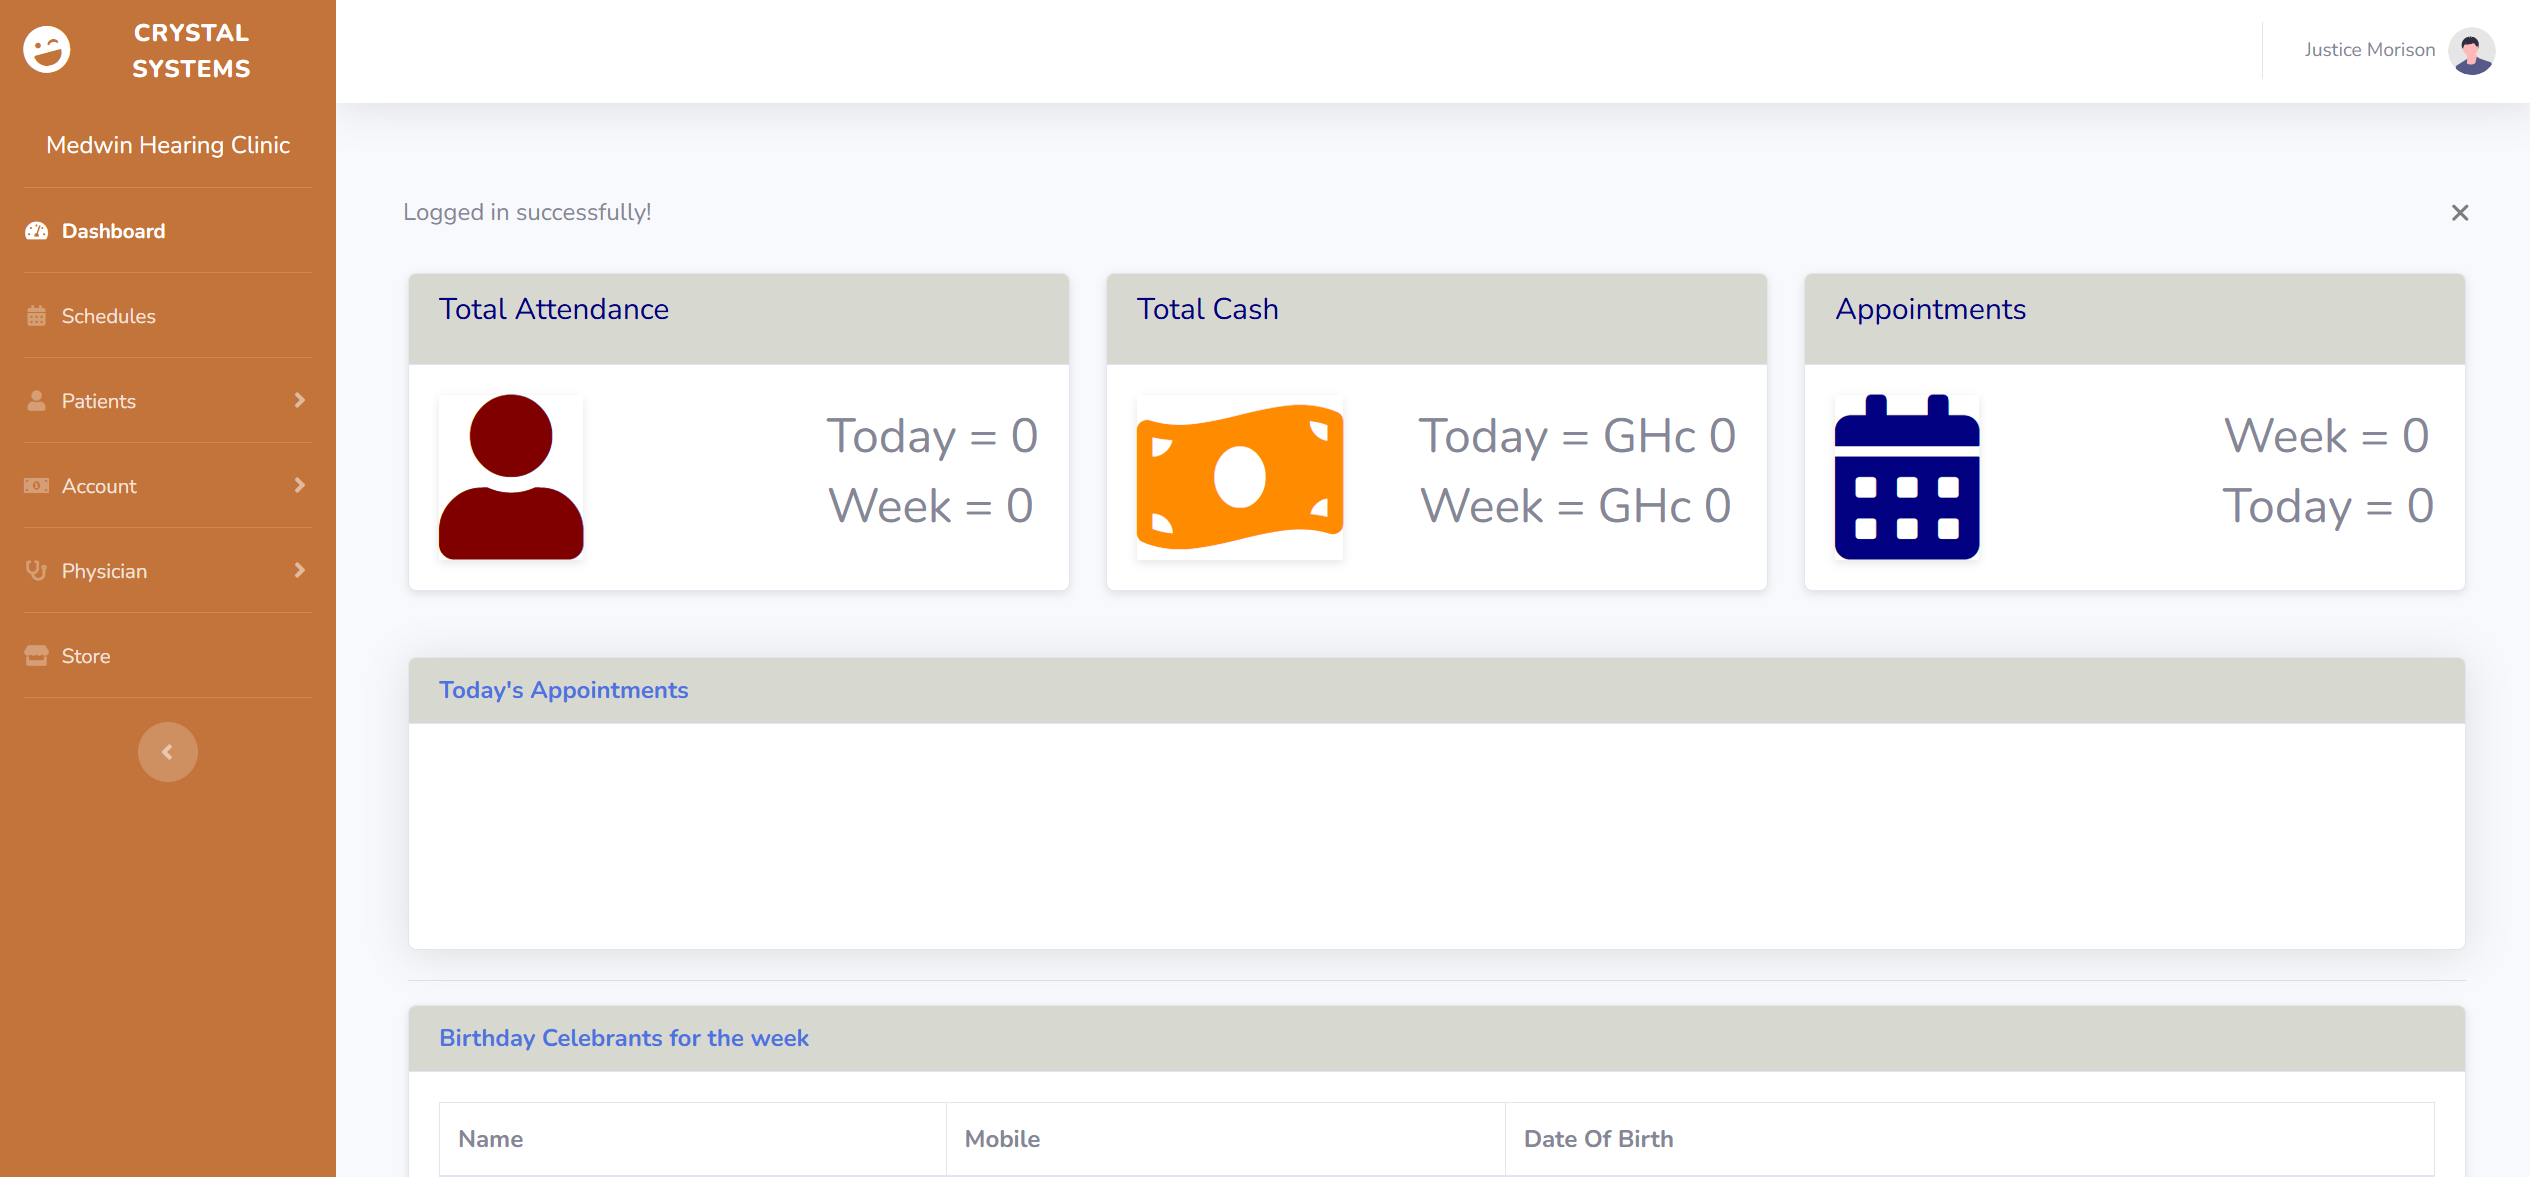 CRYSTAL
SYSTEMS
Medwin Hearing Clinic
Dashboard
Schedules
Patients
Account
Physician
Store
Justice Morison
Logged in successfully!
Total Attendance
Today = 0
Week = 0
Total Cash
Today = GHc 0
Week = GHc 0
Appointments
Week = 0
Today = 0
Today's Appointments
Birthday Celebrants for the week
Name Mobile Date Of Birth